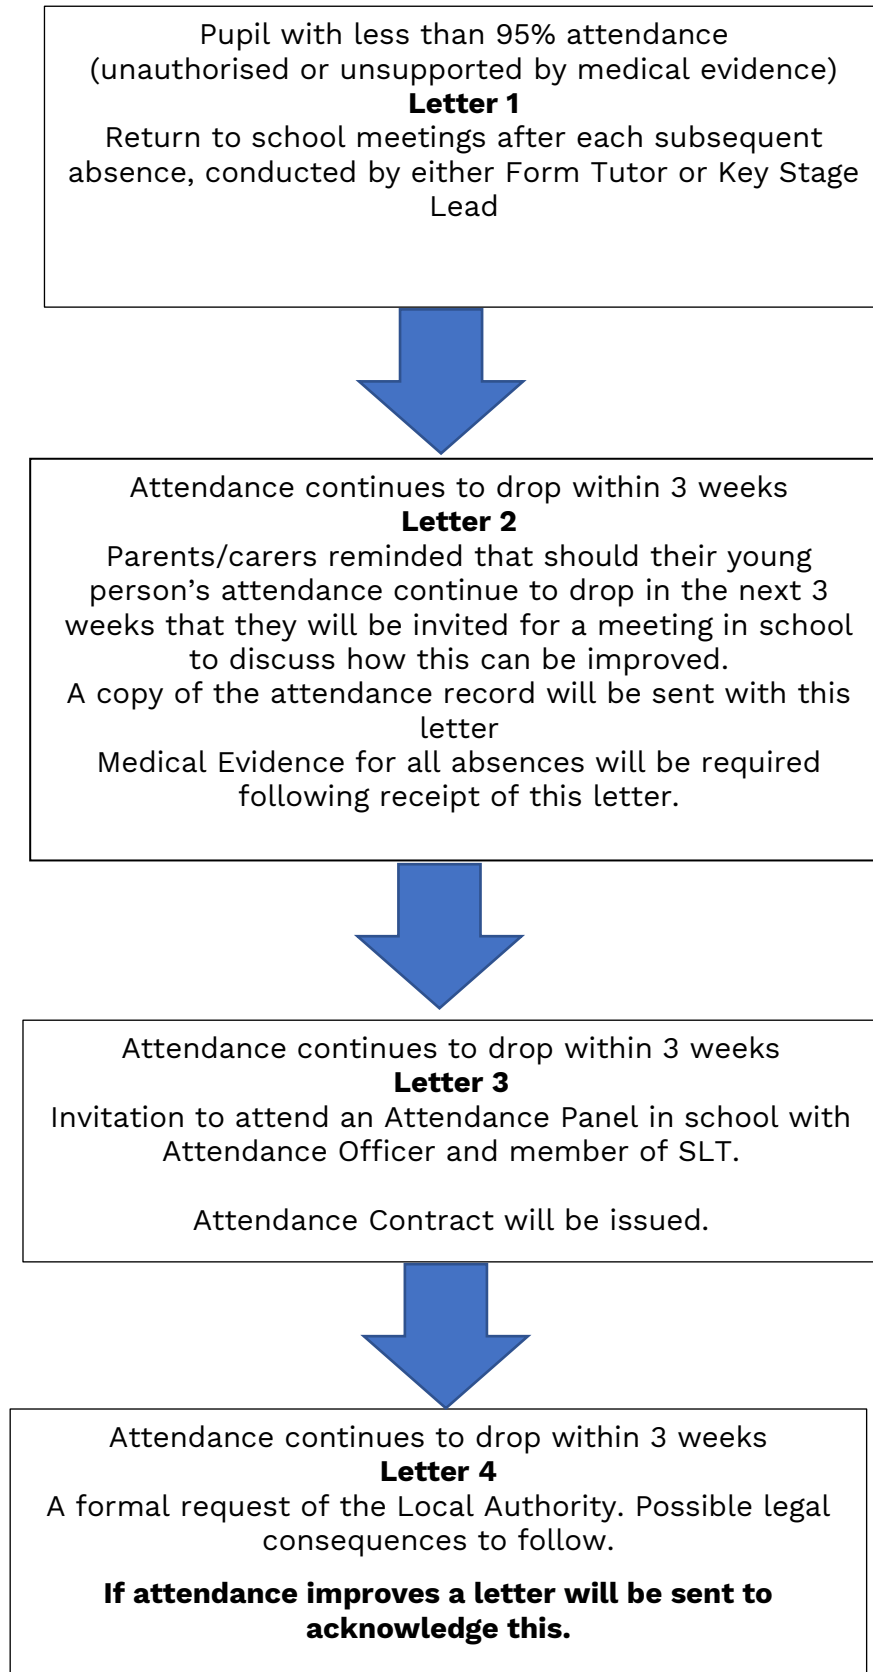 Pupil with less than 95% attendance
(unauthorised or unsupported by medical evidence)
Letter 1
Return to school meetings after each subsequent
absence, conducted by either Form Tutor or Key Stage
Lead
Attendance continues to drop within 3 weeks
Letter 2
Parents/carers reminded that should their young
person’s attendance continue to drop in the next 3
weeks that they will be invited for a meeting in school
to discuss how this can be improved.
A copy of the attendance record will be sent with this
letter
Medical Evidence for all absences will be required
following receipt of this letter.
Attendance continues to drop within 3 weeks
Letter 3
Invitation to attend an Attendance Panel in school with
Attendance Officer and member of SLT.
Attendance Contract will be issued.
Attendance continues to drop within 3 weeks
Letter 4
A formal request of the Local Authority. Possible legal
consequences to follow.
If attendance improves a letter will be sent to
acknowledge this.